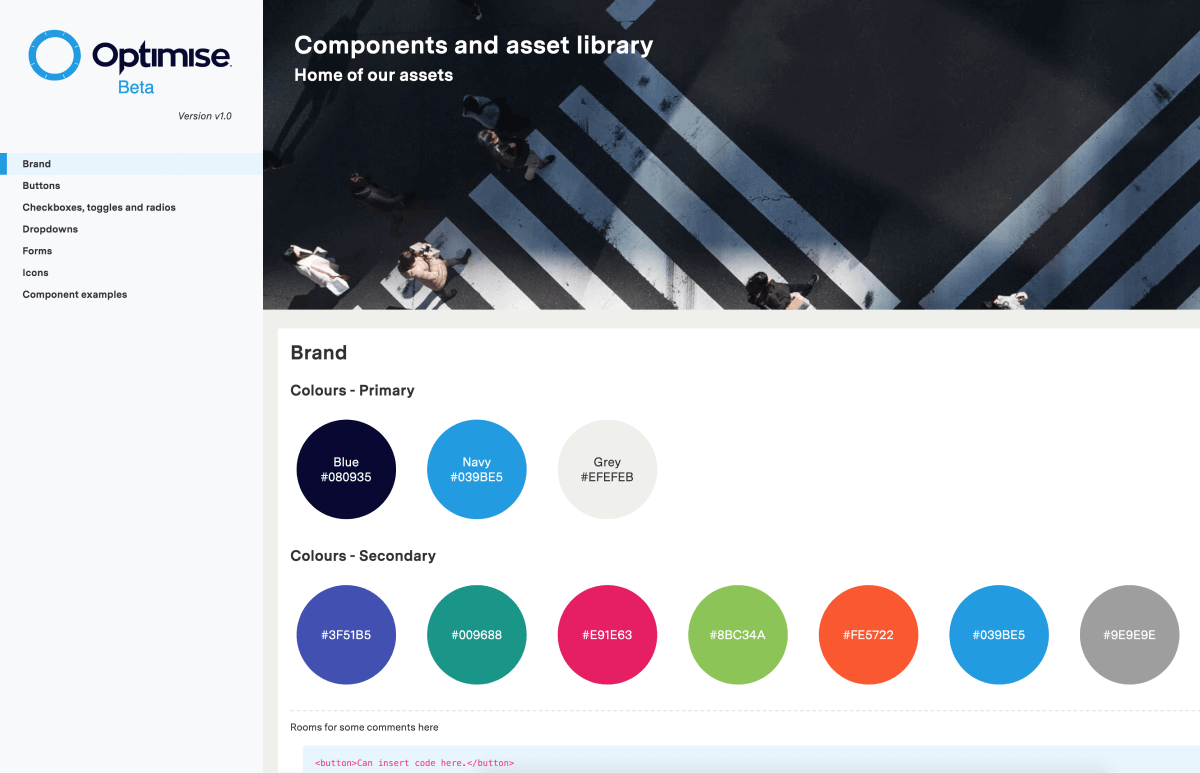 Optimise.
Beta
Version v1.0
Brand
Buttons
Checkboxes, toggles and radios
Dropdowns
Forms
Icons
Component examples
Components and asset library
Home of our assets
Brand
Colours - Primary
Blue
#080935
Navy
#039BE5
Grey
#EFEFEB
Colours - Secondary
#3F51B5
#009688
#E91E63
#8BC34A
#FE5722
#039BE5
#9E9E9E
Rooms for some comments here
<button>Can insert code here.</button>